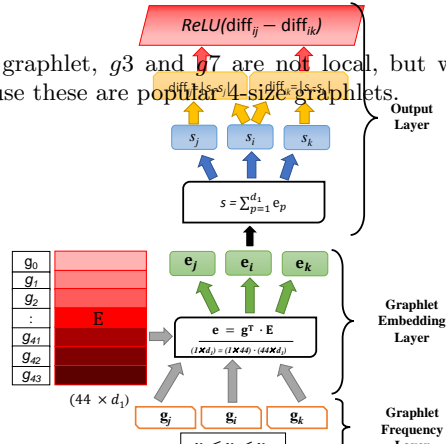 ReLU(diff_ij − diff_ik)
graphlet, g3 and g7 are not local, but
use these are popular 4-size graphlets.
Output
Layer
s_j s_i s_k
s = ∑_{p=1}^{d_1} e_p
e_j e_i e_k
g_0
g_1
g_2
:
g_41
g_42
g_43
E
(44 × d_1)
e = g^T · E
(1×d_1) = (1×44) · (44×d_1)
Graphlet
Embedding
Layer
g_j g_i g_k
Graphlet
Frequency